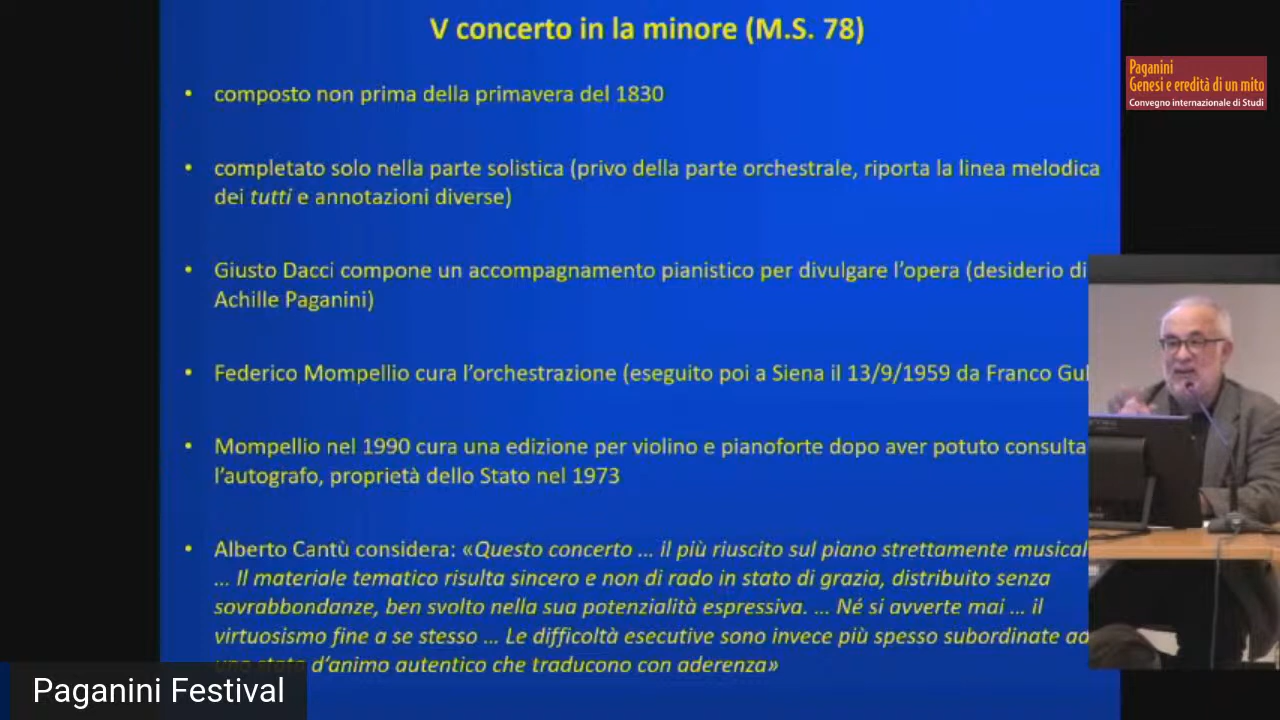 V concerto in la minore (M.S. 78)
• composto non prima della primavera del 1830
• completato solo nella parte solistica (privo della parte orchestrale, riporta la linea melodica
dei tutti e annotazioni diverse)
• Giusto Dacci compone un accompagnamento pianistico per divulgare l'opera (desiderio di
Achille Paganini)
• Federico Mompellio cura l'orchestrazione (eseguito poi a Siena il 13/9/1959 da Franco
• Mompellio nel 1990 cura una edizione per violino e pianoforte dopo aver potuto
l'autografo, proprietà dello Stato nel 1973
• Alberto Cantù considera: «Questo concerto ... il più riuscito sul piano strettamente
... Il materiale tematico risulta sincero e non di rado in stato di grazia, distribuito senza
sovrabbondanze, ben svolto nella sua potenzialità espressiva. ... Né si avverte mai ... il
virtuosismo fine a se stesso ... Le difficoltà esecutive sono invece più spesso subordinate ad
uno stato d'animo autentico che traducono con aderenza»
Paganini
Genesi e eredità di un mito
Convegno internazionale di Studi
Paganini Festival